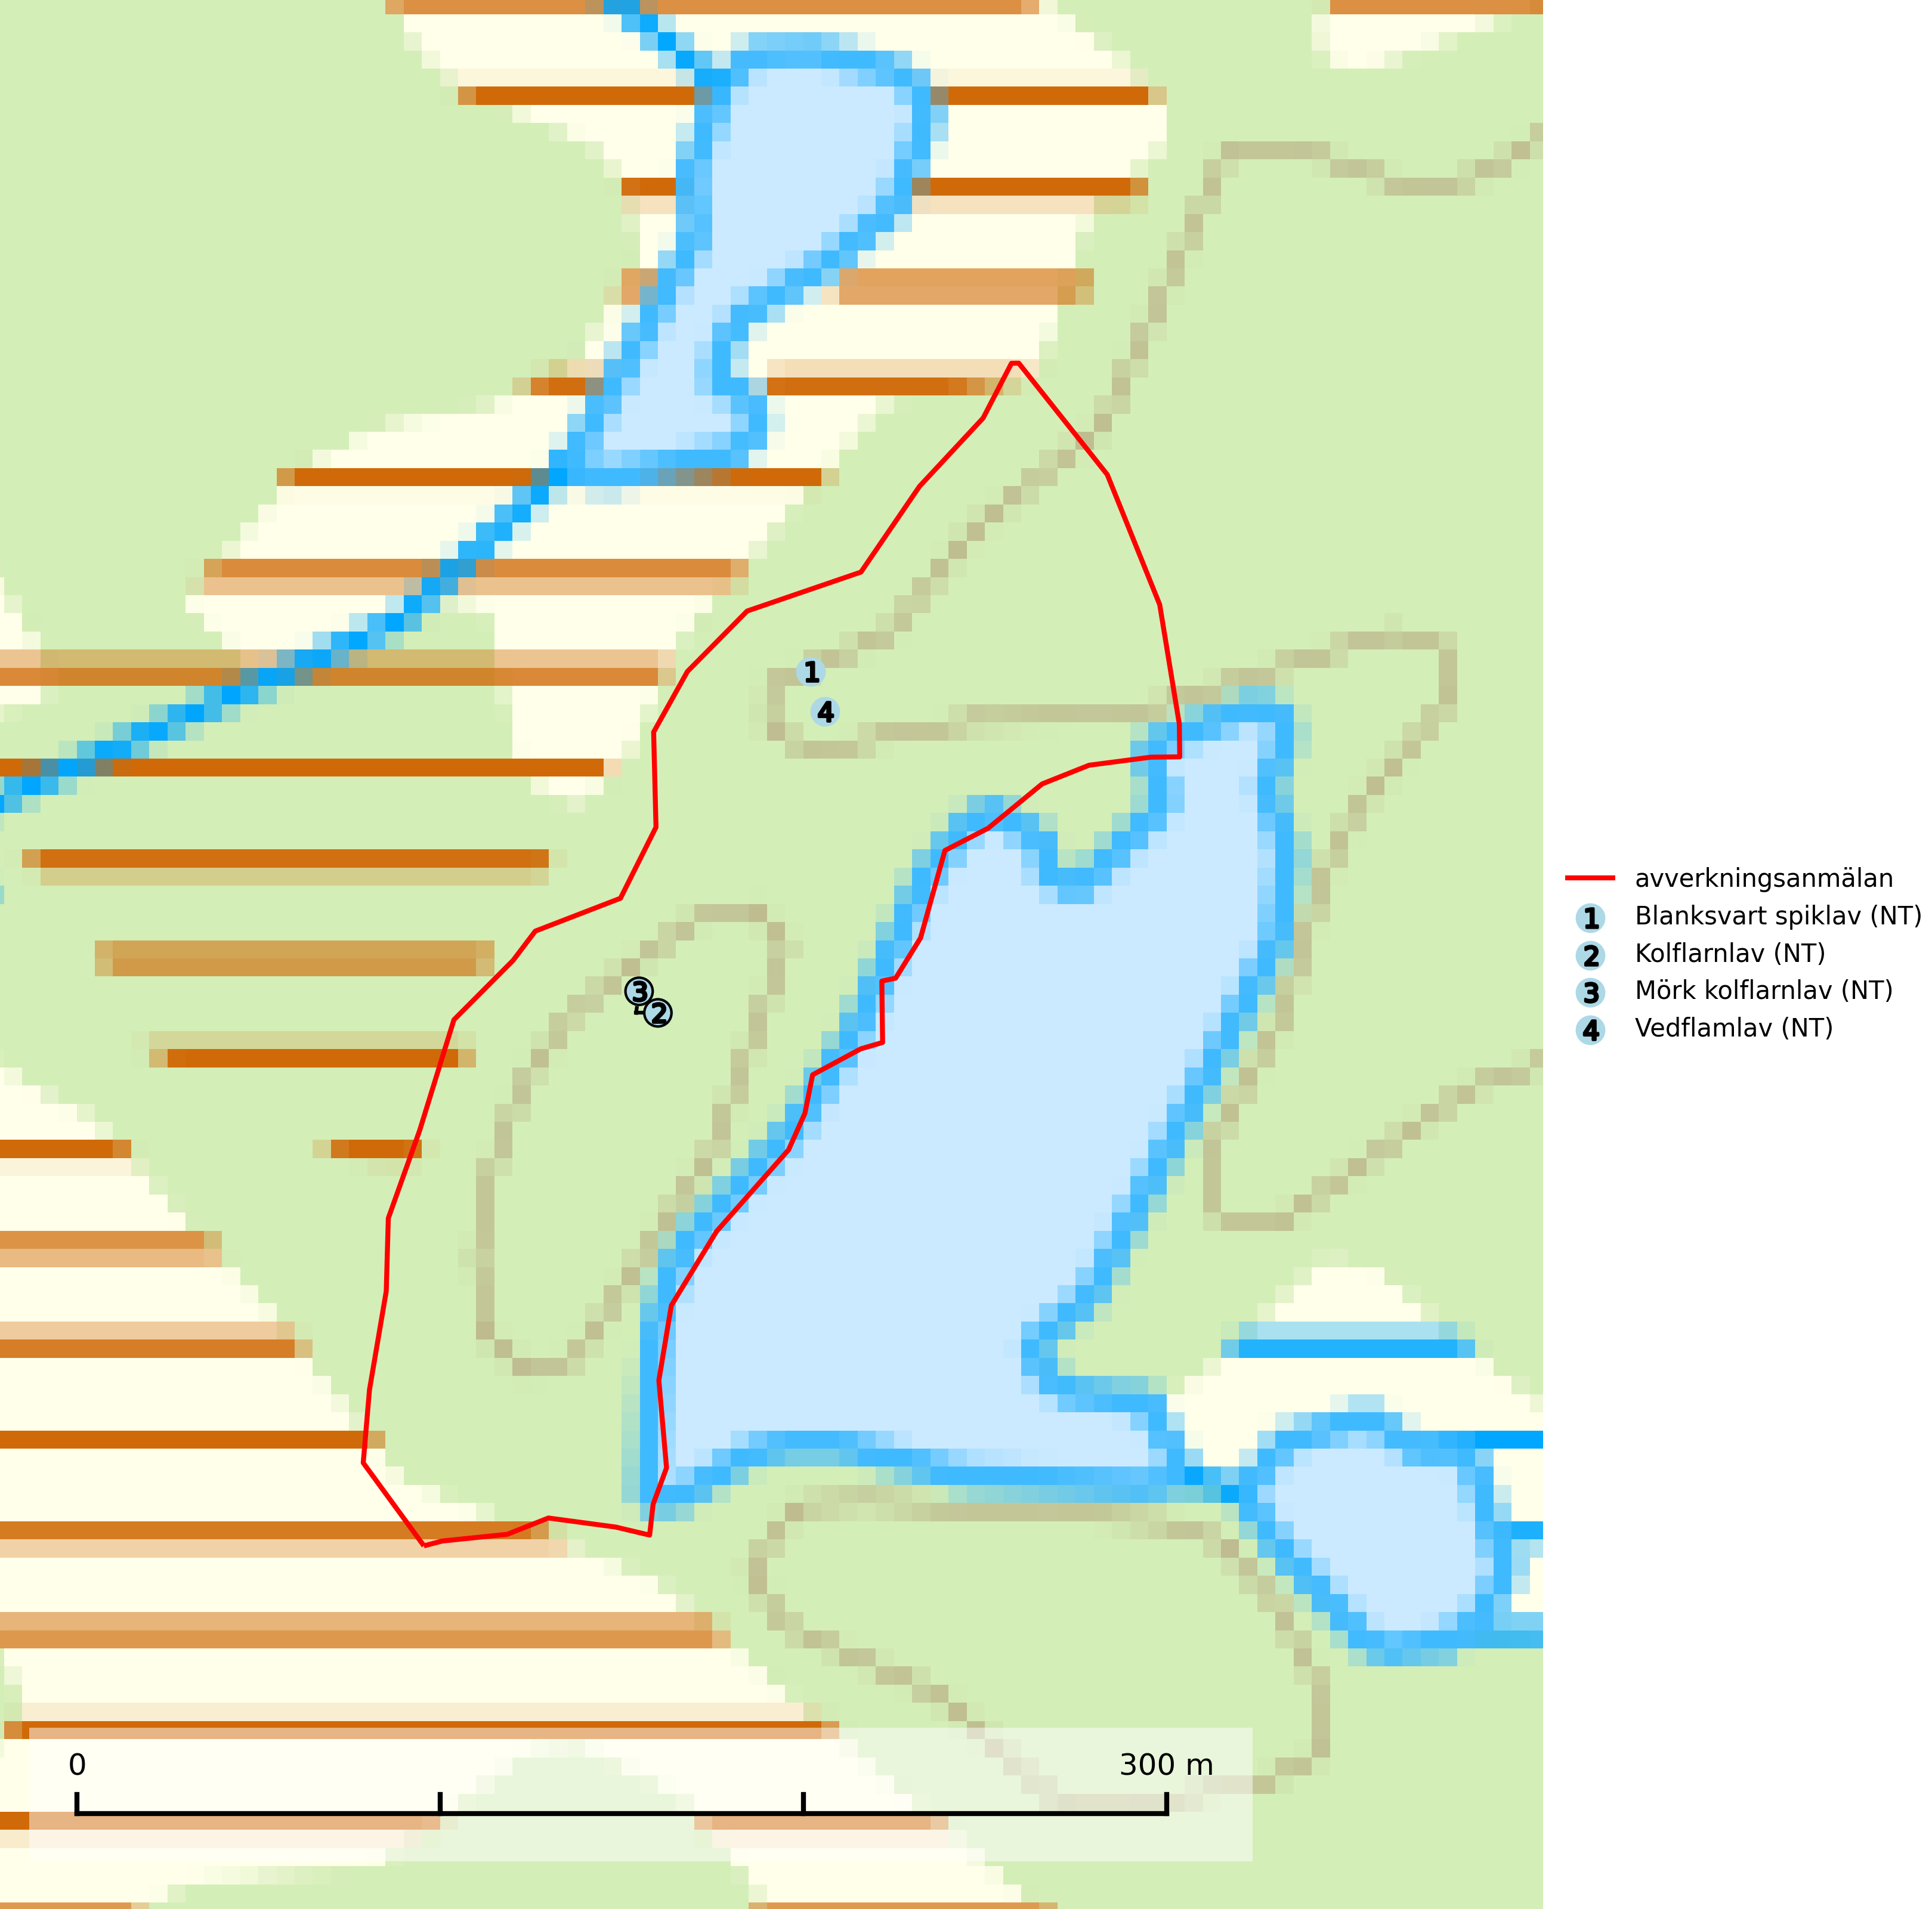 1
4
3
2
avverkningsanmälan
1 Blanksvart spiklav (NT)
2 Kolflarnlav (NT)
3 Mörk kolflarnlav (NT)
4 Vedflamlav (NT)
0 300 m